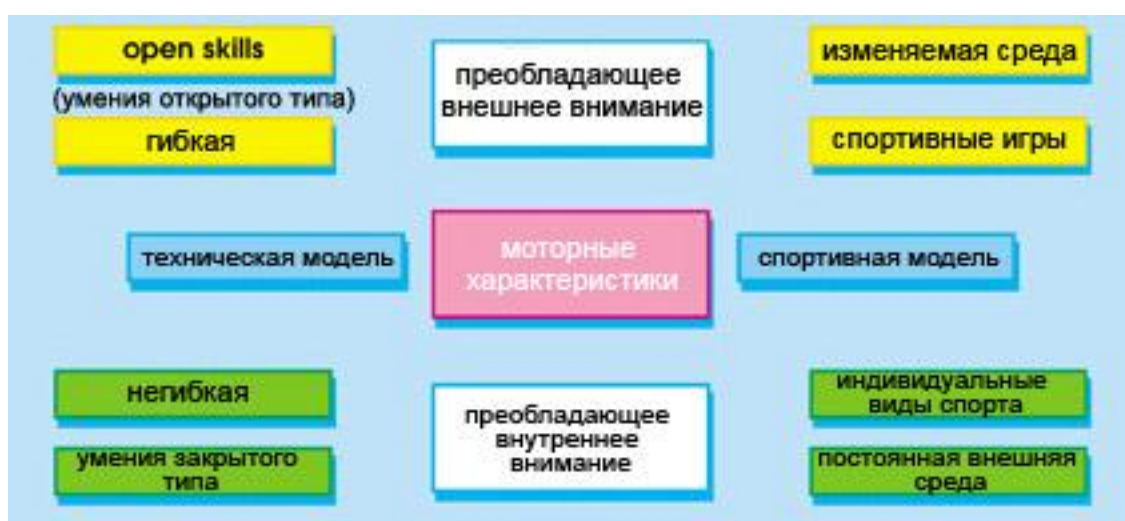 open skills
(умения открытого типа)
гибкая
преобладающее
внешнее внимание
изменяемая среда
спортивные игры
техническая модель
моторные
характеристики
спортивная модель
негибкая
умения закрытого
типа
преобладающее
внутреннее
внимание
индивидуальные
виды спорта
постоянная внешняя
среда